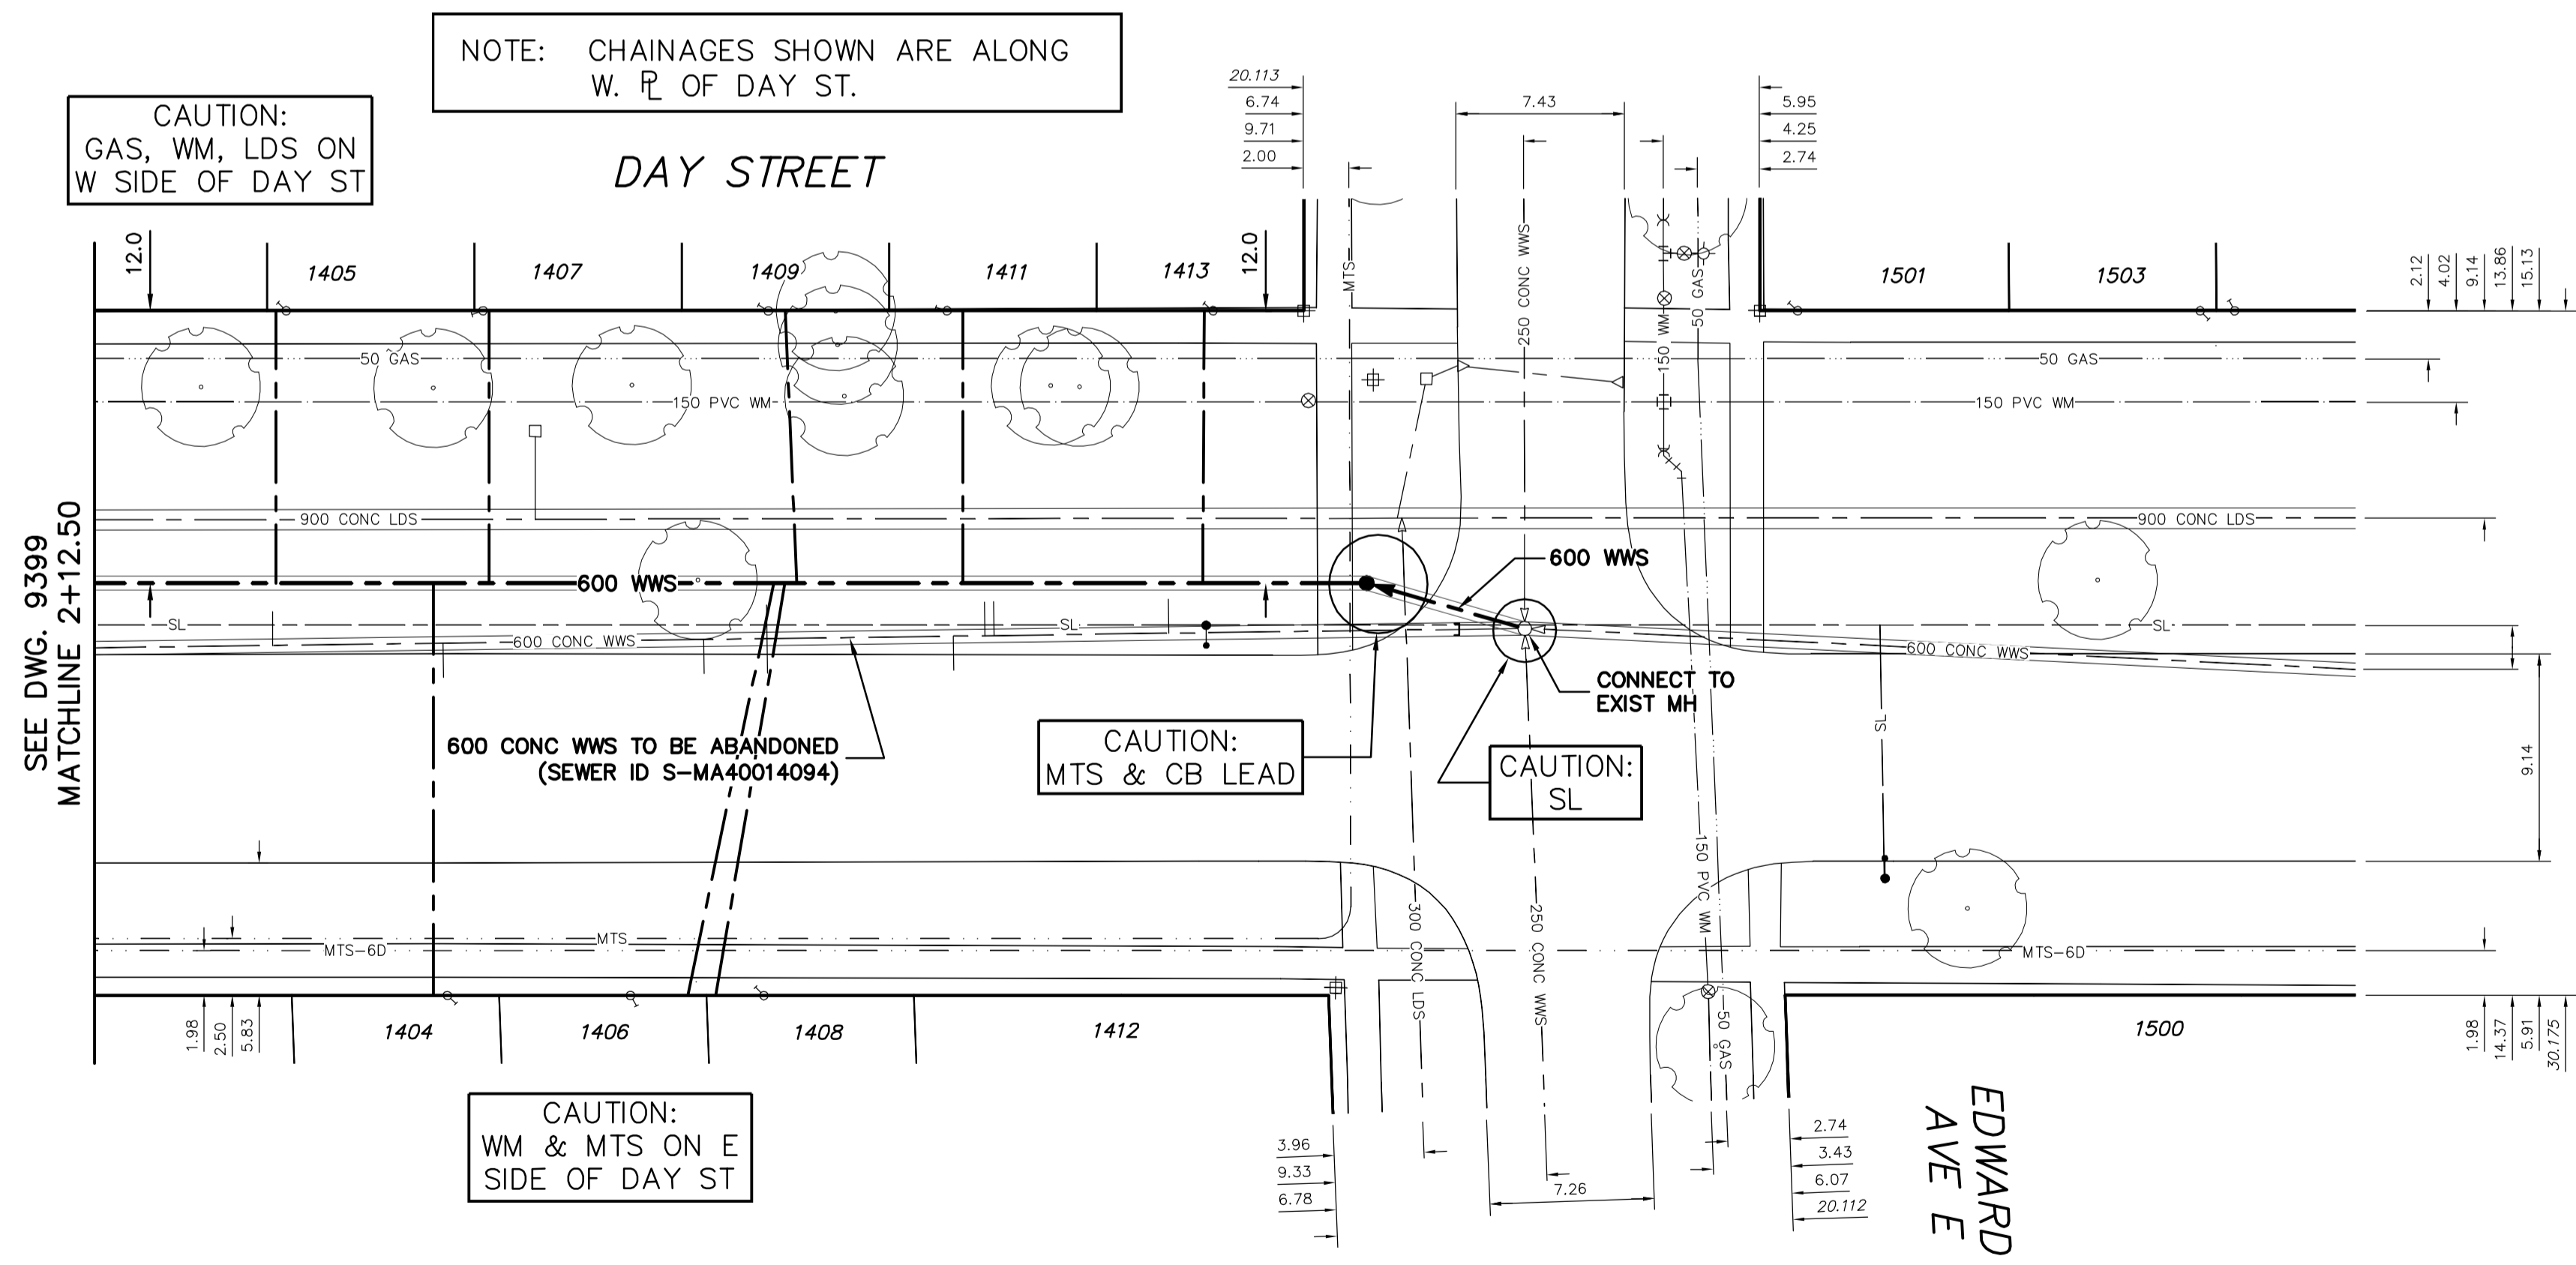 NOTE: CHAINAGES SHOWN ARE ALONG
W. ⅊ OF DAY ST.
CAUTION:
GAS, WM, LDS ON
W SIDE OF DAY ST
DAY STREET
20.113
6.74
9.71
2.00
7.43
5.95
4.25
2.74
12.0
1405
1407
1409
1411
1413
12.0
MTS
250 CONC WWS
150 WM
50 GAS
1501
1503
2.12
4.02
9.14
13.86
15.13
50 GAS
50 GAS
150 PVC WM
150 PVC WM
900 CONC LDS
900 CONC LDS
SEE DWG. 9399
MATCHLINE 2+12.50
600 WWS
600 WWS
SL
SL
SL
600 CONC WWS
600 CONC WWS
CONNECT TO
EXIST MH
600 CONC WWS TO BE ABANDONED
(SEWER ID S-MA40014094)
CAUTION:
MTS & CB LEAD
CAUTION:
SL
SL
9.14
150 PVC WM
300 CONC LDS
250 CONC WWS
50 GAS
MTS-6D
MTS
MTS-6D
1.98
2.50
5.83
1404
1406
1408
1412
1500
1.98
14.37
5.91
30.175
CAUTION:
WM & MTS ON E
SIDE OF DAY ST
3.96
9.33
6.78
7.26
2.74
3.43
6.07
20.112
EDWARD
AVE E